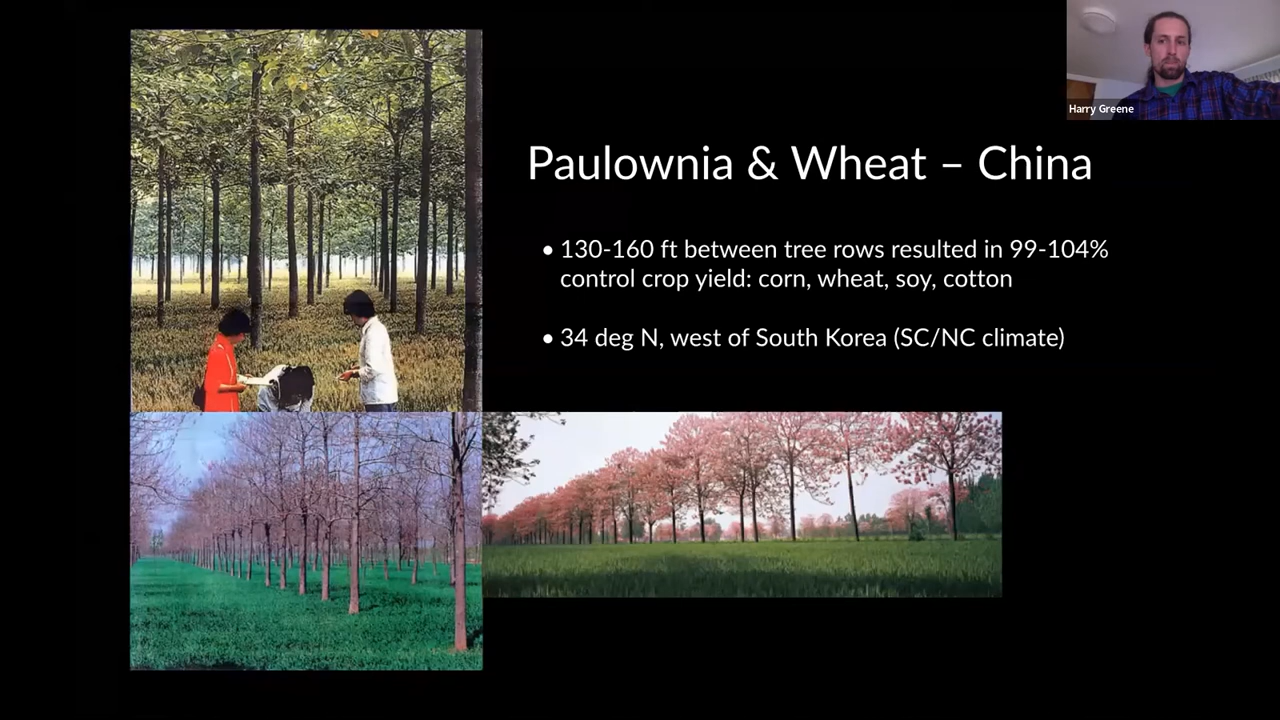 Harry Greene
Paulownia & Wheat – China
• 130-160 ft between tree rows resulted in 99-104%
control crop yield: corn, wheat, soy, cotton
• 34 deg N, west of South Korea (SC/NC climate)